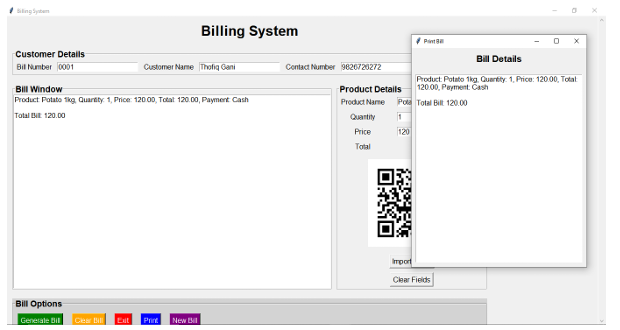 Billing System
Billing System
Customer Details
Bill Number 0001 Customer Name Thofiq Gani Contact Number 9826726272
Bill Window
Product: Potato 1kg, Quantity: 1, Price: 120.00, Total: 120.00, Payment: Cash
Total Bill: 120.00
Product Details
Product Name Pota
Quantity 1
Price 120
Total
Import
Clear Fields
Print Bill
Bill Details
Product: Potato 1kg, Quantity: 1, Price: 120.00, Total:
120.00, Payment: Cash
Total Bill: 120.00
Bill Options
Generate Bill Clear Bill Exit Print New Bill